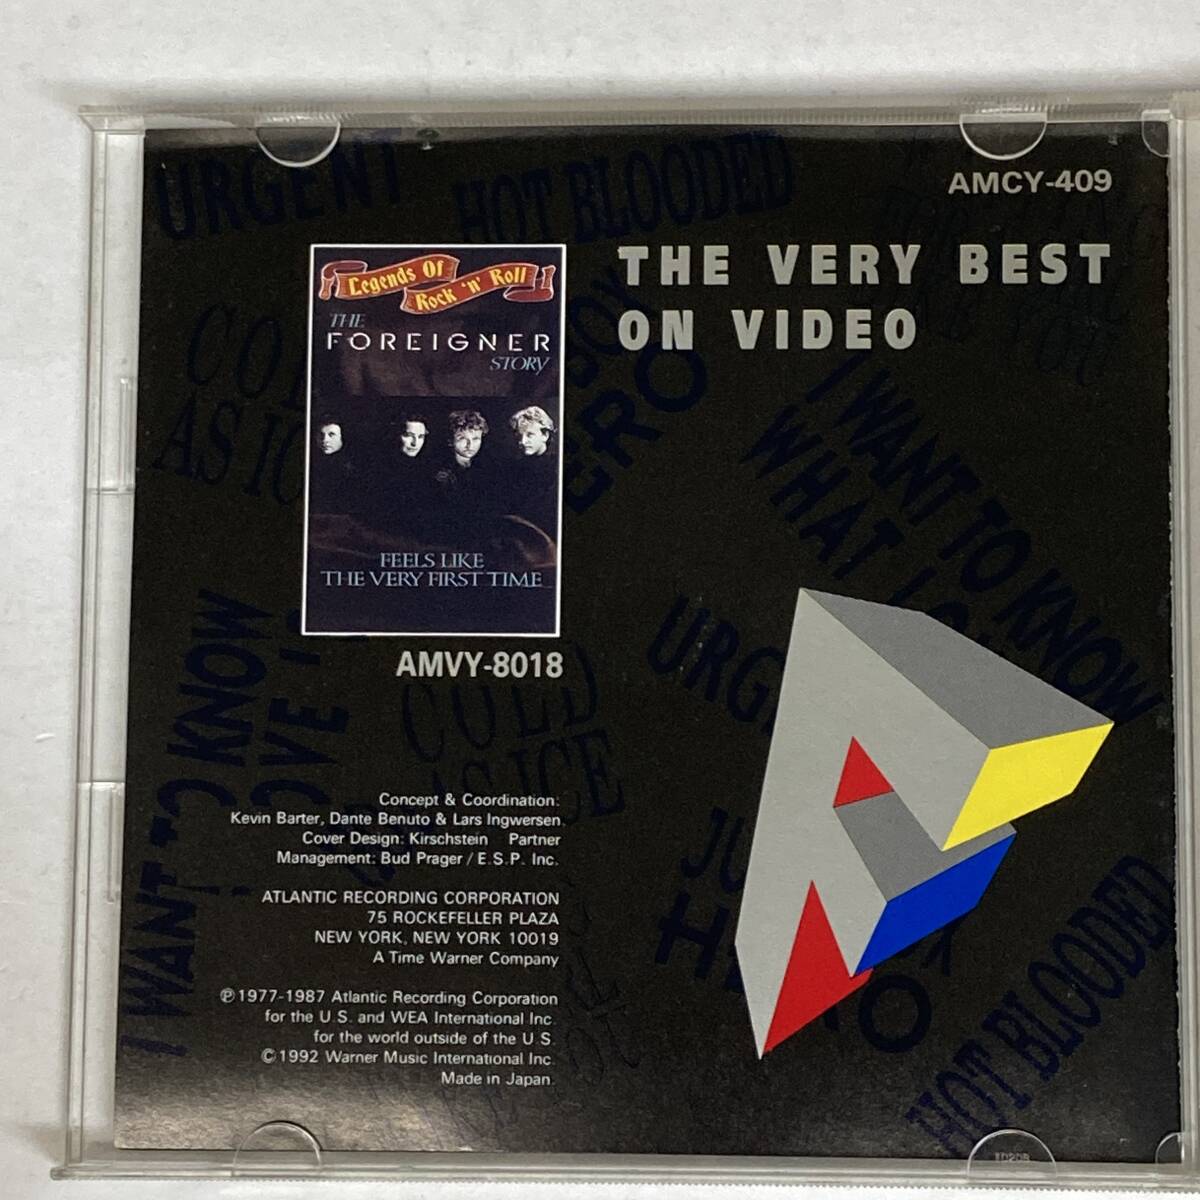 AMCY-409
THE VERY BEST
ON VIDEO
Legends Of
Rock 'n' Roll
THE
FOREIGNER
STORY
FEELS LIKE
THE VERY FIRST TIME
AMVY-8018
Concept & Coordination:
Kevin Barter, Dante Benuto & Lars Ingwersen.
Cover Design: Kirschstein Partner
Management: Bud Prager / E.S.P. Inc.
ATLANTIC RECORDING CORPORATION
75 ROCKEFELLER PLAZA
NEW YORK, NEW YORK 10019
A Time Warner Company
℗1977-1987 Atlantic Recording Corporation
for the U.S. and WEA International Inc.
for the world outside of the U.S.
©1992 Warner Music International Inc.
Made in Japan.
URGENT
HOT BLOODED
COLD
AS ICE
I WANT TO KNOW
WHAT
I WANT TO KNOW
COLD
AS ICE
HOT BLOODED